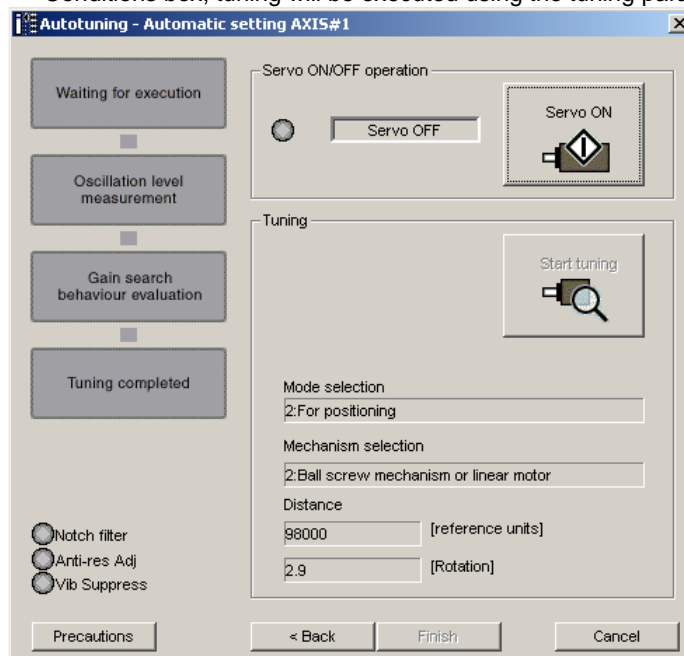 Conditions box, tuning will be executed using the tuning
Autotuning - Automatic setting AXIS#1
Waiting for execution
Oscillation level
measurement
Gain search
behaviour evaluation
Tuning completed
Notch filter
Anti-res Adj
Vib Suppress
Servo ON/OFF operation
Servo OFF
Servo ON
Tuning
Start tuning
Mode selection
2:For positioning
Mechanism selection
2:Ball screw mechanism or linear motor
Distance
98000 [reference units]
2.9 [Rotation]
Precautions
< Back
Finish
Cancel